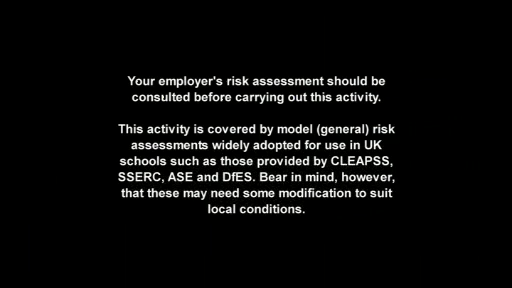 Your employer's risk assessment should be
consulted before carrying out this activity.
This activity is covered by model (general) risk
assessments widely adopted for use in UK
schools such as those provided by CLEAPSS,
SSERC, ASE and DfES. Bear in mind, however,
that these may need some modification to suit
local conditions.